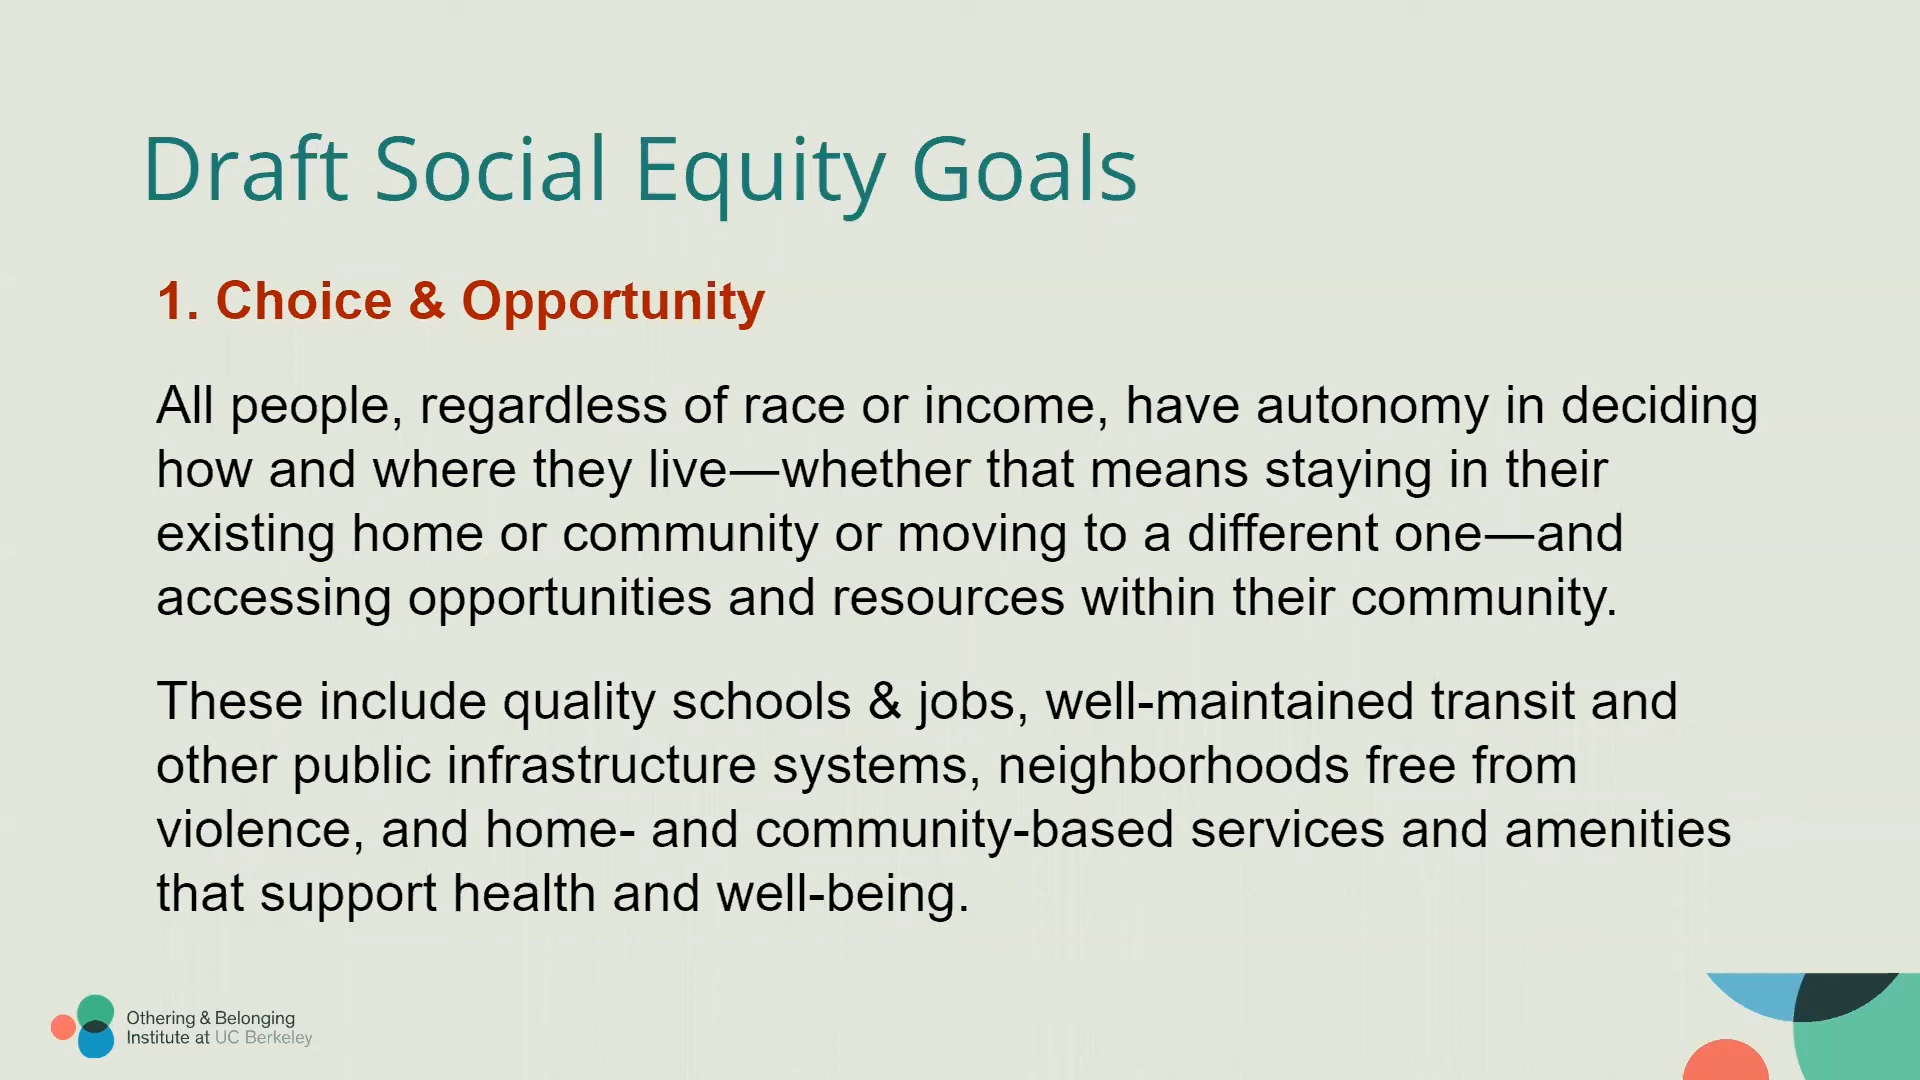 Draft Social Equity Goals
1. Choice & Opportunity
All people, regardless of race or income, have autonomy in deciding
how and where they live—whether that means staying in their
existing home or community or moving to a different one—and
accessing opportunities and resources within their community.
These include quality schools & jobs, well-maintained transit and
other public infrastructure systems, neighborhoods free from
violence, and home- and community-based services and amenities
that support health and well-being.
Othering & Belonging
Institute at UC Berkeley